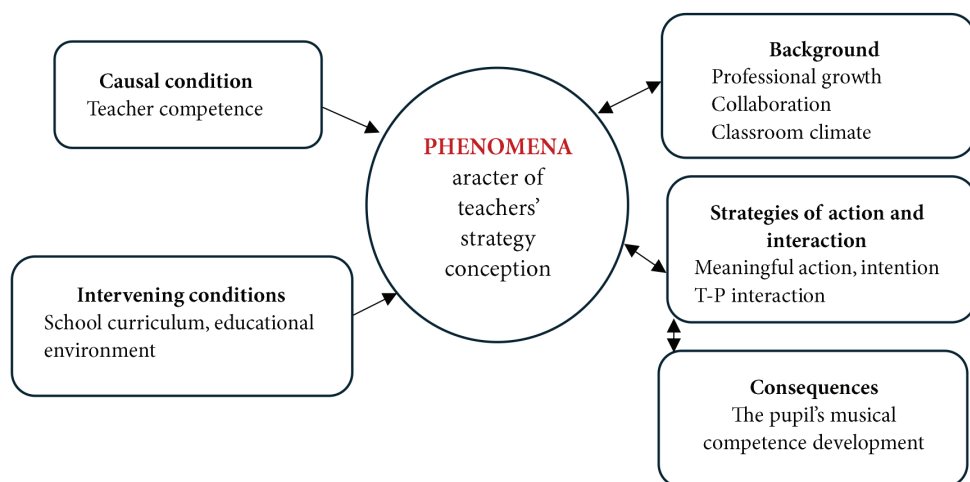 Causal condition
Teacher competence
Intervening conditions
School curriculum, educational
environment
PHENOMENA
aracter of
teachers’
strategy
conception
Background
Professional growth
Collaboration
Classroom climate
Strategies of action and
interaction
Meaningful action, intention
T-P interaction
Consequences
The pupil’s musical
competence development